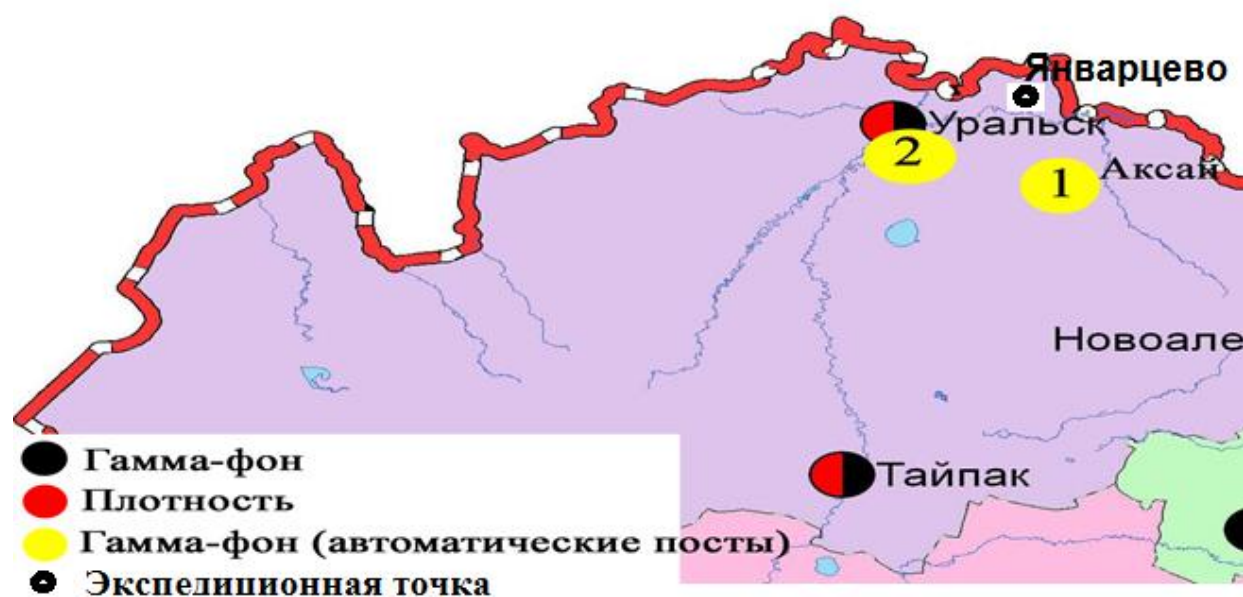 Январцево
Уральск
2
1
Аксай
Новоале
Тайпак
Гамма-фон
Плотность
Гамма-фон (автоматические посты)
Экспедиционная точка